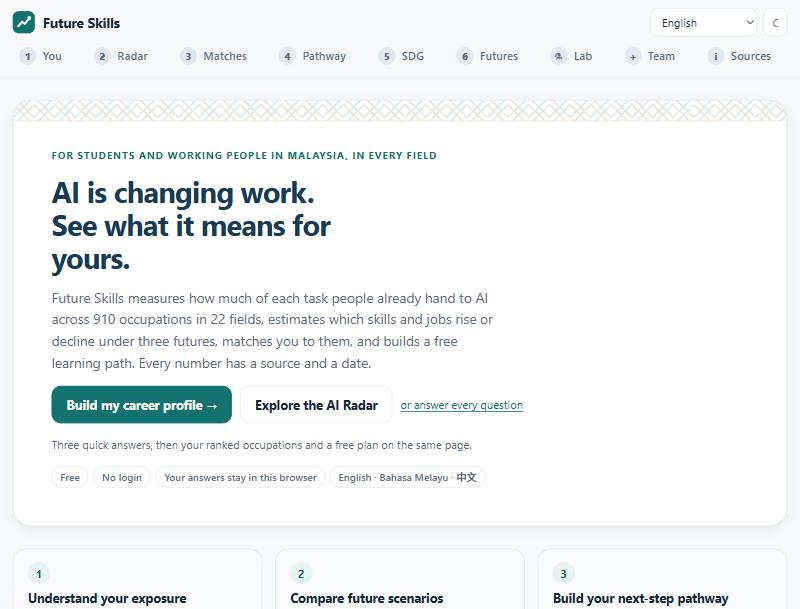 Future Skills
English
1 You
2 Radar
3 Matches
4 Pathway
5 SDG
6 Futures
Lab
+ Team
i Sources
FOR STUDENTS AND WORKING PEOPLE IN MALAYSIA, IN EVERY FIELD
AI is changing work.
See what it means for
yours.
Future Skills measures how much of each task people already hand to AI
across 910 occupations in 22 fields, estimates which skills and jobs rise or
decline under three futures, matches you to them, and builds a free
learning path. Every number has a source and a date.
Build my career profile →
Explore the AI Radar
or answer every question
Three quick answers, then your ranked occupations and a free plan on the same page.
Free
No login
Your answers stay in this browser
English · Bahasa Melayu · 中文
1
Understand your exposure
2
Compare future scenarios
3
Build your next-step pathway